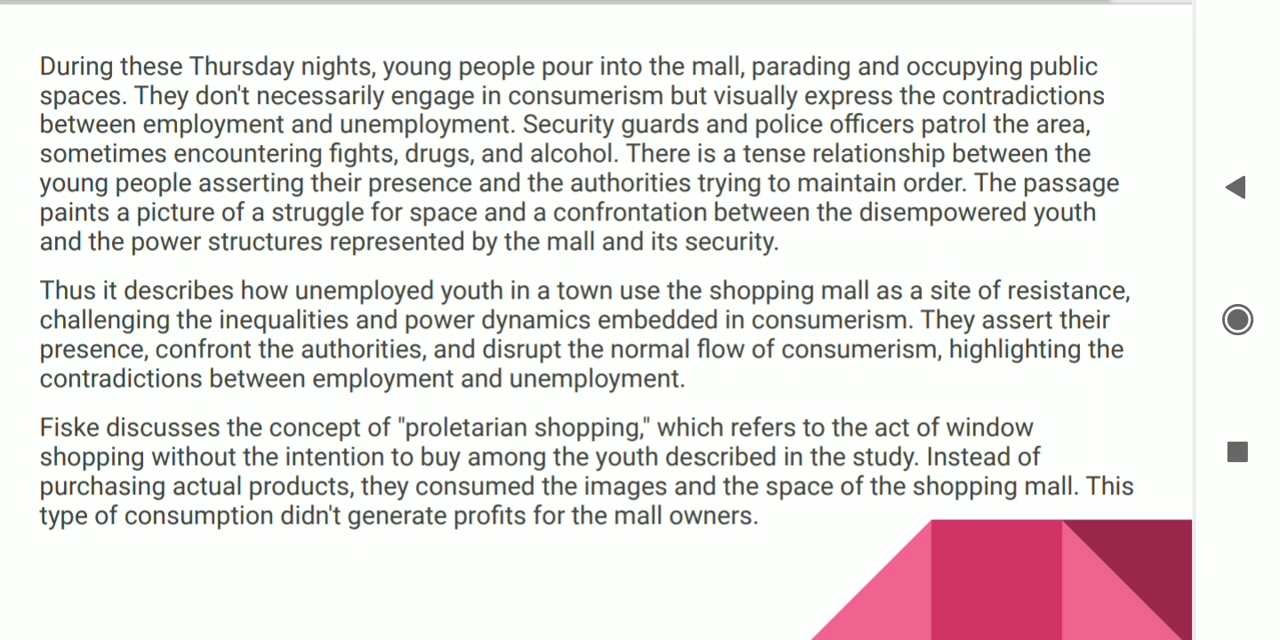 During these Thursday nights, young people pour into the mall, parading and occupying public
spaces. They don't necessarily engage in consumerism but visually express the contradictions
between employment and unemployment. Security guards and police officers patrol the area,
sometimes encountering fights, drugs, and alcohol. There is a tense relationship between the
young people asserting their presence and the authorities trying to maintain order. The passage
paints a picture of a struggle for space and a confrontation between the disempowered youth
and the power structures represented by the mall and its security.
Thus it describes how unemployed youth in a town use the shopping mall as a site of resistance,
challenging the inequalities and power dynamics embedded in consumerism. They assert their
presence, confront the authorities, and disrupt the normal flow of consumerism, highlighting the
contradictions between employment and unemployment.
Fiske discusses the concept of "proletarian shopping," which refers to the act of window
shopping without the intention to buy among the youth described in the study. Instead of
purchasing actual products, they consumed the images and the space of the shopping mall. This
type of consumption didn't generate profits for the mall owners.